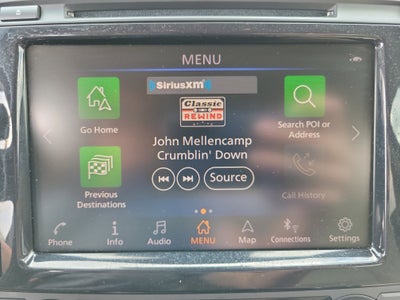 MENU
SiriusXM
Classic
REWIND
Go Home
Search POI or
Address
John Mellencamp
Crumblin' Down
Source
Previous
Destinations
Call History
Phone
Info
Audio
MENU
Map
Connections
Settings